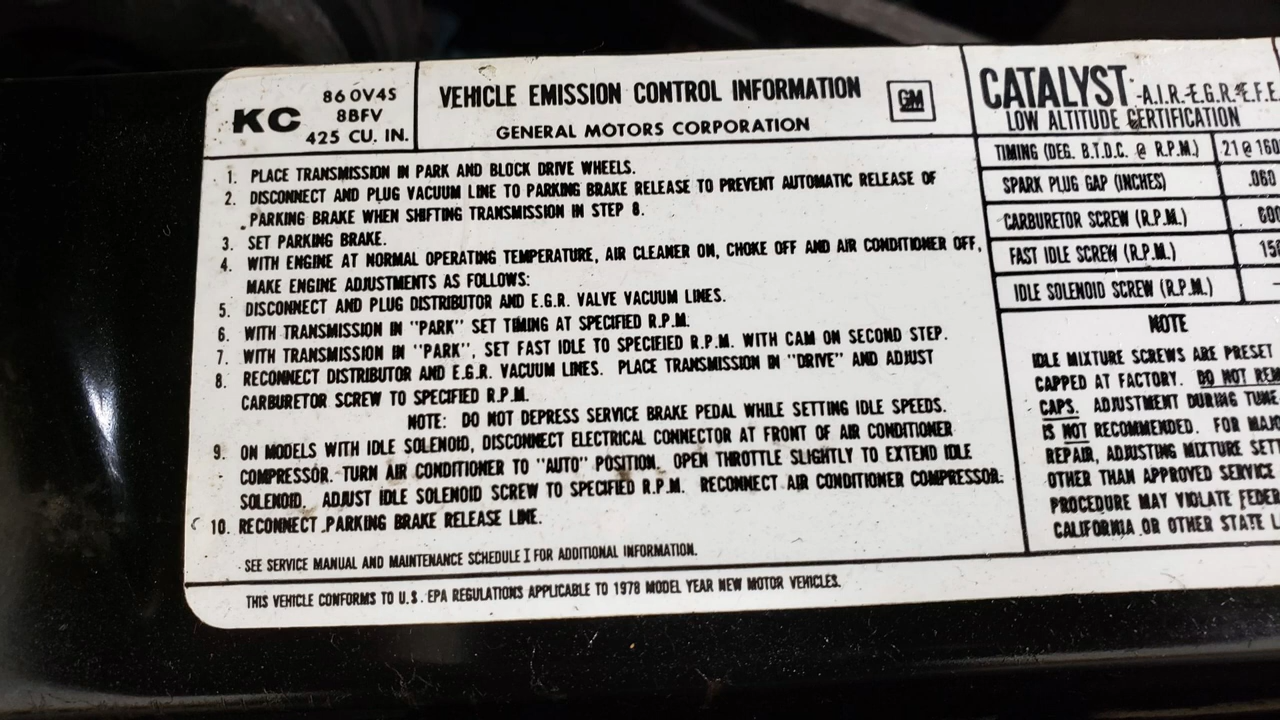 KC
860V4S
8BFV
425 CU. IN.
VEHICLE EMISSION CONTROL INFORMATION
GENERAL MOTORS CORPORATION
GM
1. PLACE TRANSMISSION IN PARK AND BLOCK DRIVE WHEELS.
2. DISCONNECT AND PLUG VACUUM LINE TO PARKING BRAKE RELEASE TO PREVENT AUTOMATIC RELEASE OF
PARKING BRAKE WHEN SHIFTING TRANSMISSION IN STEP 8.
3. SET PARKING BRAKE.
4. WITH ENGINE AT NORMAL OPERATING TEMPERATURE, AIR CLEANER ON, CHOKE OFF AND AIR CONDITIONER OFF,
MAKE ENGINE ADJUSTMENTS AS FOLLOWS:
5. DISCONNECT AND PLUG DISTRIBUTOR AND E.G.R. VALVE VACUUM LINES.
6. WITH TRANSMISSION IN "PARK" SET TIMING AT SPECIFIED R.P.M.
7. WITH TRANSMISSION IN "PARK", SET FAST IDLE TO SPECIFIED R.P.M. WITH CAM ON SECOND STEP.
8. RECONNECT DISTRIBUTOR AND E.G.R. VACUUM LINES. PLACE TRANSMISSION IN "DRIVE" AND ADJUST
CARBURETOR SCREW TO SPECIFIED R.P.M.
NOTE: DO NOT DEPRESS SERVICE BRAKE PEDAL WHILE SETTING IDLE SPEEDS.
9. ON MODELS WITH IDLE SOLENOID, DISCONNECT ELECTRICAL CONNECTOR AT FRONT OF AIR CONDITIONER
COMPRESSOR. TURN AIR CONDITIONER TO "AUTO" POSITION. OPEN THROTTLE SLIGHTLY TO EXTEND IDLE
SOLENOID. ADJUST IDLE SOLENOID SCREW TO SPECIFIED R.P.M. RECONNECT AIR CONDITIONER COMPRESSOR.
10. RECONNECT PARKING BRAKE RELEASE LINE.
SEE SERVICE MANUAL AND MAINTENANCE SCHEDULE I FOR ADDITIONAL INFORMATION.
THIS VEHICLE CONFORMS TO U.S. EPA REGULATIONS APPLICABLE TO 1978 MODEL YEAR NEW MOTOR VEHICLES.
CATALYST-A.I.R.-E.G.R.-E.F.E.
LOW ALTITUDE CERTIFICATION
TIMING (DEG. B.T.D.C. @ R.P.M.) 21 @ 160
SPARK PLUG GAP (INCHES) .060
CARBURETOR SCREW (R.P.M.) 600
FAST IDLE SCREW (R.P.M.)
IDLE SOLENOID SCREW (R.P.M.)
NOTE
IDLE MIXTURE SCREWS ARE PRESET
CAPPED AT FACTORY. DO NOT REM
CAPS. ADJUSTMENT DURING TUNE
IS NOT RECOMMENDED. FOR MAJO
REPAIR, ADJUSTING MIXTURE SETT
OTHER THAN APPROVED SERVICE
PROCEDURE MAY VIOLATE FEDER
CALIFORNIA OR OTHER STATE L